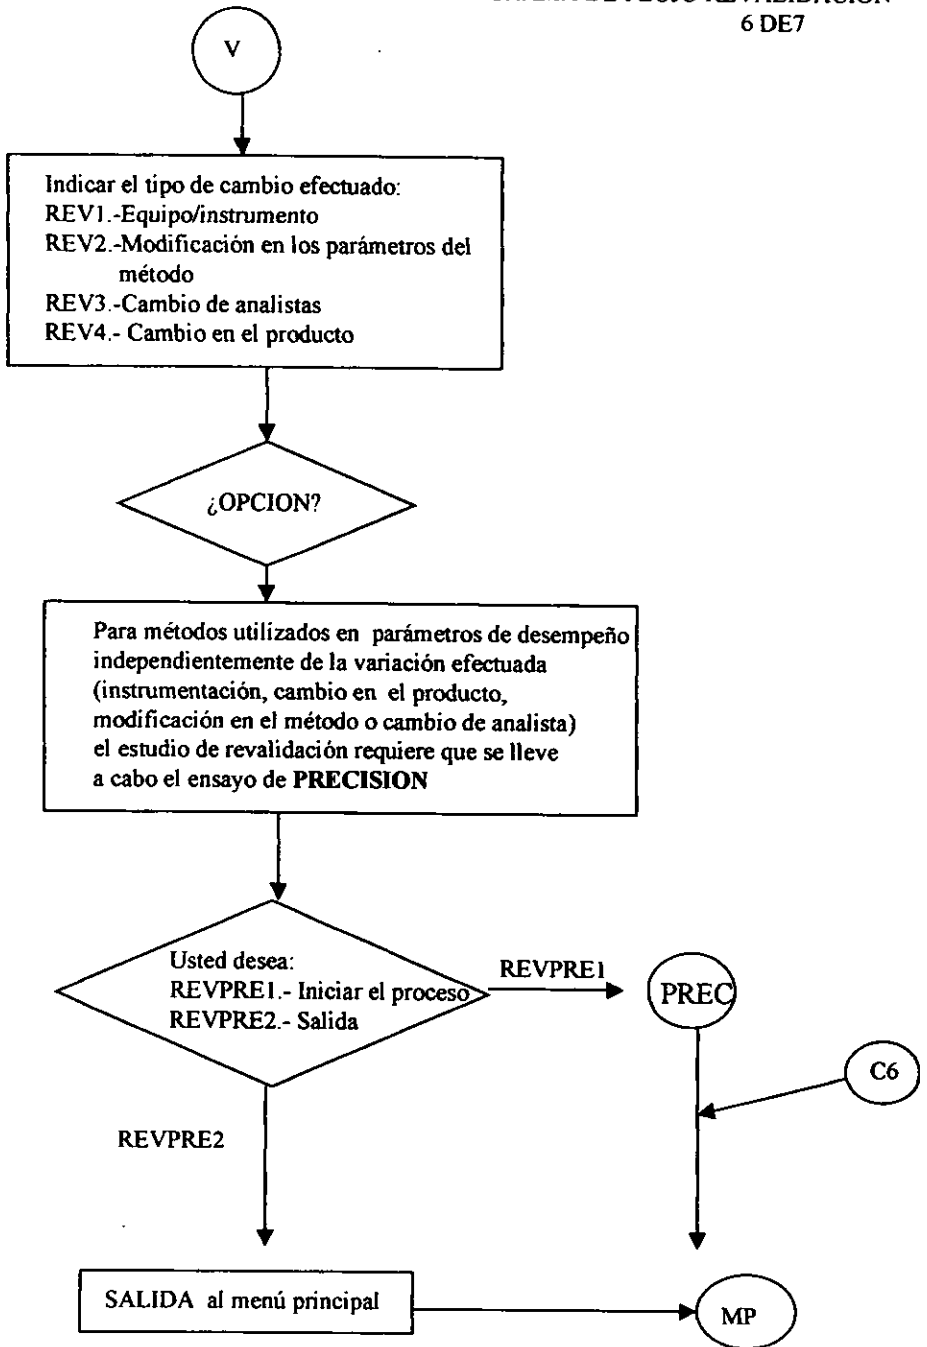 6 DE7
V
Indicar el tipo de cambio efectuado:
REV1.-Equipo/instrumento
REV2.-Modificación en los parámetros del
método
REV3.-Cambio de analistas
REV4.- Cambio en el producto
¿OPCION?
Para métodos utilizados en parámetros de desempeño
independientemente de la variación efectuada
(instrumentación, cambio en el producto,
modificación en el método o cambio de analista)
el estudio de revalidación requiere que se lleve
a cabo el ensayo de PRECISION
Usted desea:
REVPRE1.- Iniciar el proceso
REVPRE2.- Salida
REVPRE1
PREC
C6
REVPRE2
SALIDA al menú principal
MP